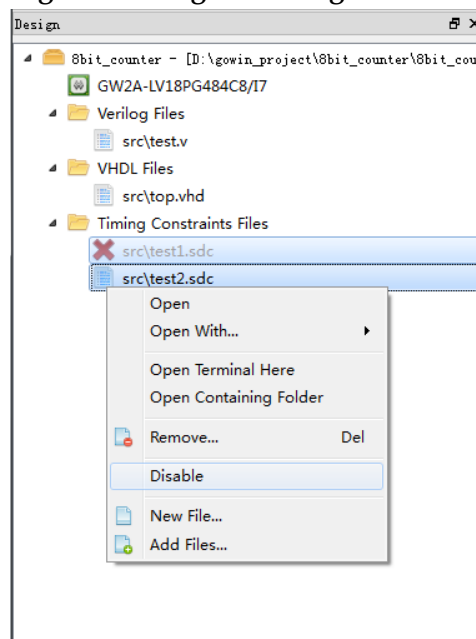 Design
8bit_counter - [D:\gowin_project\8bit_counter\8bit_cou
GW2A-LV18PG484C8/I7
Verilog Files
src\test.v
VHDL Files
src\top.vhd
Timing Constraints Files
src\test1.sdc
src\test2.sdc
Open
Open With...
Open Terminal Here
Open Containing Folder
Remove... Del
Disable
New File...
Add Files...